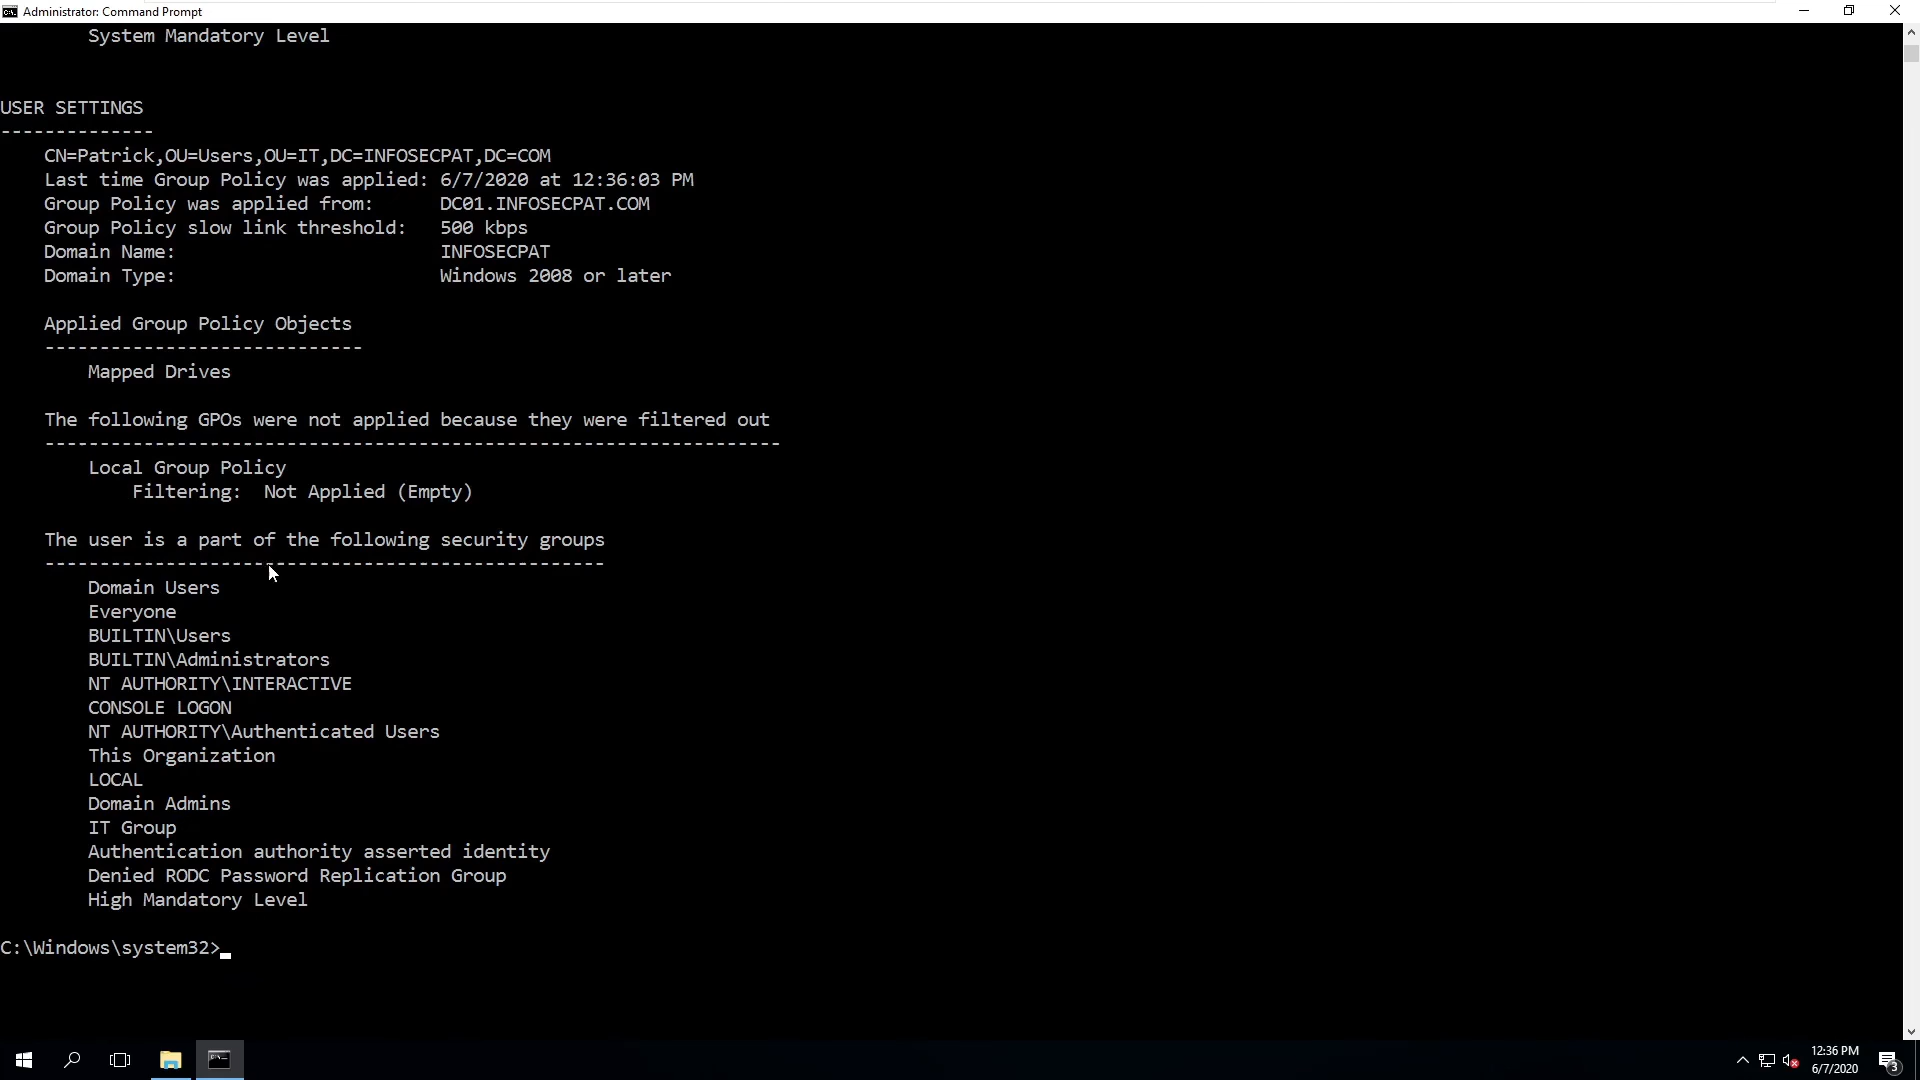 Administrator: Command Prompt
System Mandatory Level
USER SETTINGS
--------------
CN=Patrick,OU=Users,OU=IT,DC=INFOSECPAT,DC=COM
Last time Group Policy was applied: 6/7/2020 at 12:36:03 PM
Group Policy was applied from:      DC01.INFOSECPAT.COM
Group Policy slow link threshold:   500 kbps
Domain Name:                        INFOSECPAT
Domain Type:                        Windows 2008 or later
Applied Group Policy Objects
-----------------------------
Mapped Drives
The following GPOs were not applied because they were filtered out
-------------------------------------------------------------------
Local Group Policy
Filtering:  Not Applied (Empty)
The user is a part of the following security groups
---------------------------------------------------
Domain Users
Everyone
BUILTIN\Users
BUILTIN\Administrators
NT AUTHORITY\INTERACTIVE
CONSOLE LOGON
NT AUTHORITY\Authenticated Users
This Organization
LOCAL
Domain Admins
IT Group
Authentication authority asserted identity
Denied RODC Password Replication Group
High Mandatory Level
C:\Windows\system32>
12:36 PM
6/7/2020
3